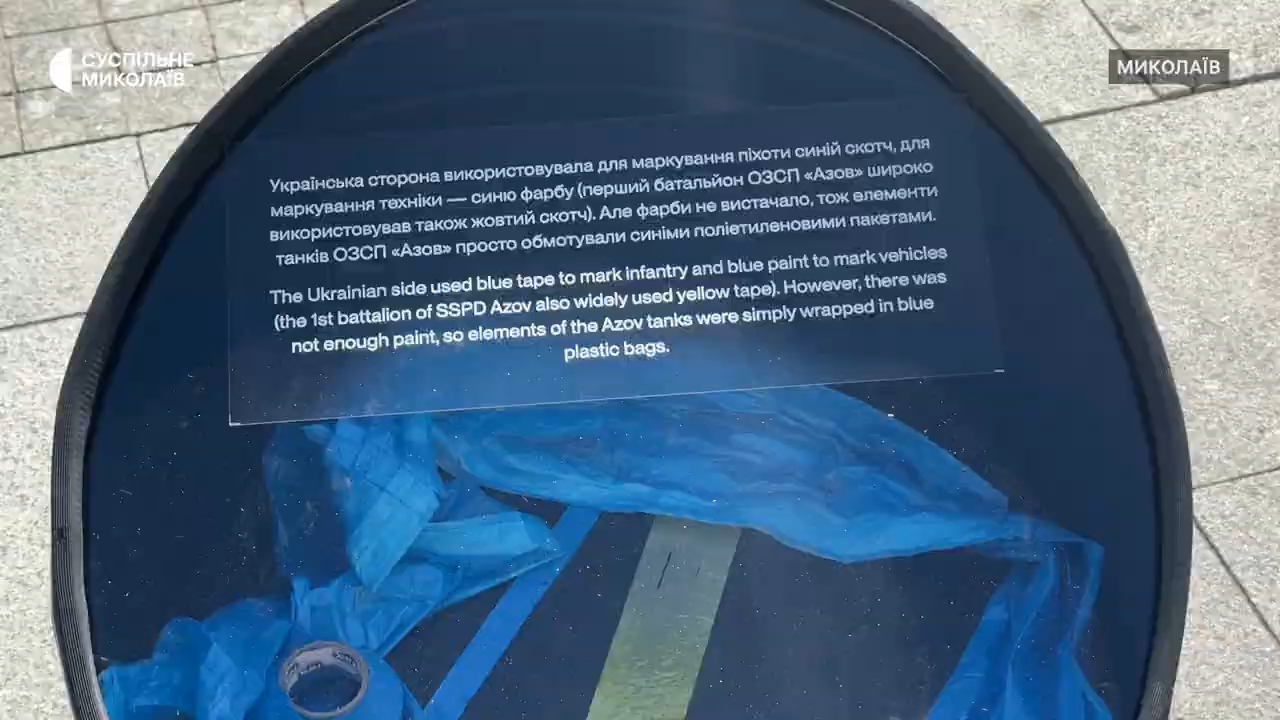 СУСПІЛЬНЕ
МИКОЛАЇВ
МИКОЛАЇВ
Українська сторона використовувала для маркування піхоти синій скотч, для
маркування техніки — синю фарбу (перший батальйон ОЗСП «Азов» широко
використовував також жовтий скотч). Але фарби не вистачало, тож елементи
танків ОЗСП «Азов» просто обмотували синіми поліетиленовими пакетами.
The Ukrainian side used blue tape to mark infantry and blue paint to mark vehicles
(the 1st battalion of SSPD Azov also widely used yellow tape). However, there was
not enough paint, so elements of the Azov tanks were simply wrapped in blue
plastic bags.